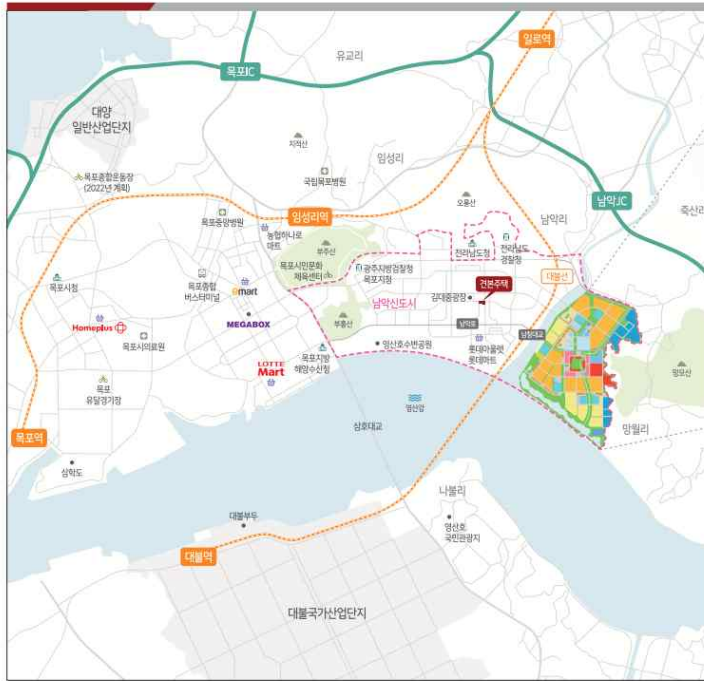 일로역
유교리
목포IC
대양
일반산업단지
지적산
임성리
국립목포병원
목포종합운동장
(2022년 계획)
오룡산
남악JC
죽산리
임성리역
남악리
목포중앙병원
농협하나로
마트
부주산
전라남도청
전라남도
경찰청
목포시민문화
체육센터
광주지방검찰청
목포지청
대불선
견본주택
목포시청
목포종합
버스터미널
emart
남악신도시
김대중광장
MEGABOX
Homeplus
부흥산
남악로
남창대교
목포시의료원
영산호수변공원
롯데아울렛
롯데마트
목포지방
해양수산청
LOTTE
Mart
망무산
목포
유달경기장
영산강
삼호대교
망월리
목포역
삼학도
나불리
대불부두
영산호
국민관광지
대불역
대불국가산업단지